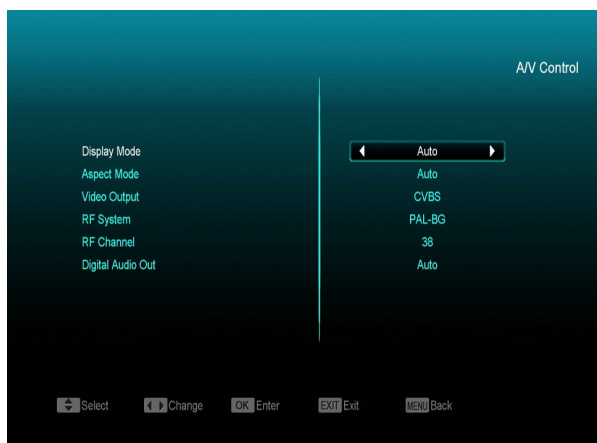 A/V Control
Display Mode Auto
Aspect Mode Auto
Video Output CVBS
RF System PAL-BG
RF Channel 38
Digital Audio Out Auto
Select Change OK Enter EXIT Exit MENU Back